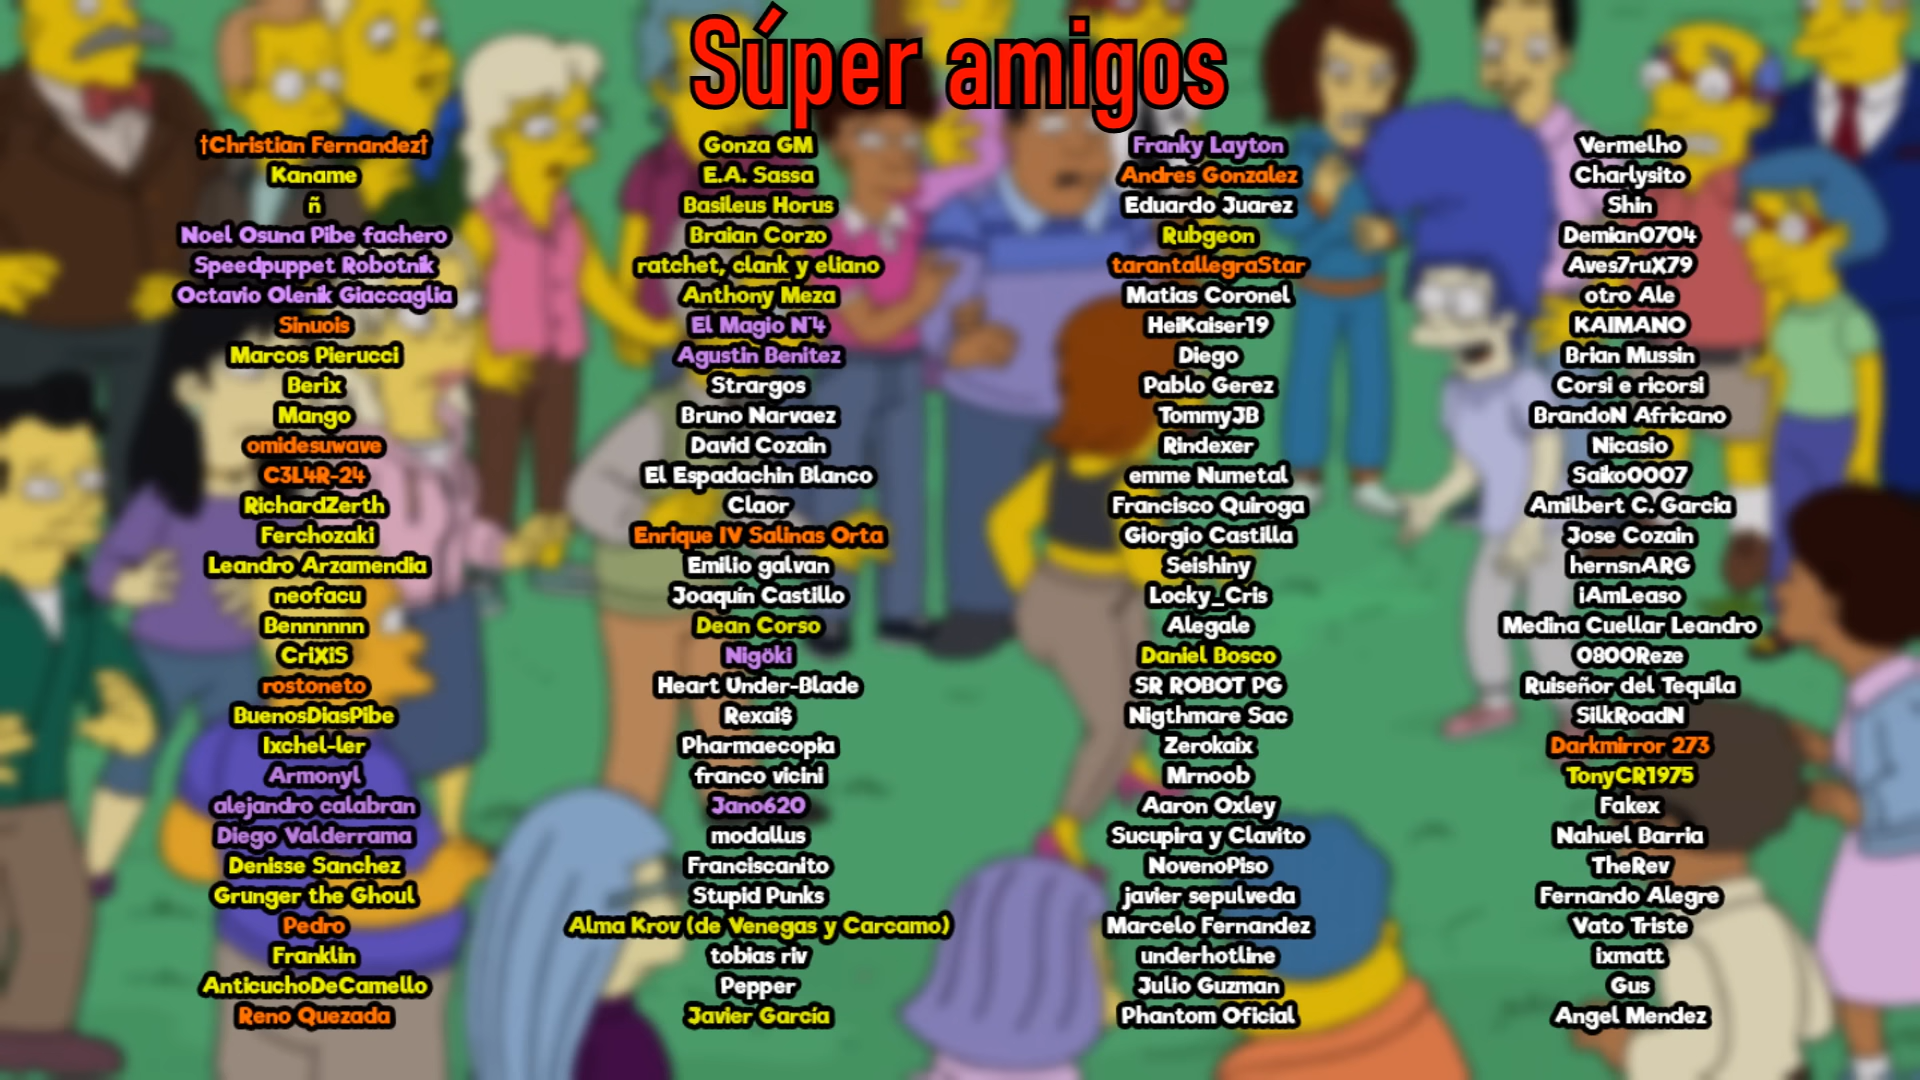 Súper amigos
†Christian Fernandez†
Kaname
ñ
Noel Osuna Pibe fachero
Speedpuppet Robotnik
Octavio Olenik Giaccaglia
Sinuois
Marcos Pierucci
Berix
Mango
omidesuwave
C3L4R-24
RichardZerth
Ferchozaki
Leandro Arzamendia
neofacu
Bennnnnn
CriXiS
rostoneto
BuenosDiasPibe
Ixchel-ler
Armonyl
alejandro calabran
Diego Valderrama
Denisse Sanchez
Grunger the Ghoul
Pedro
Franklin
AnticuchoDeCamello
Reno Quezada
Gonza GM
E.A. Sassa
Basileus Horus
Braian Corzo
ratchet, clank y eliano
Anthony Meza
El Magio N'4
Agustin Benitez
Strargos
Bruno Narvaez
David Cozain
El Espadachin Blanco
Claor
Enrique IV Salinas Orta
Emilio galvan
Joaquín Castillo
Dean Corso
Nigöki
Heart Under-Blade
Rexai$
Pharmaecopia
franco vicini
Jano620
modallus
Franciscanito
Stupid Punks
Alma Krov (de Venegas y Carcamo)
tobias riv
Pepper
Javier García
Franky Layton
Andres Gonzalez
Eduardo Juarez
Rubgeon
tarantallegraStar
Matias Coronel
HeiKaiser19
Diego
Pablo Gerez
TommyJB
Rindexer
emme Numetal
Francisco Quiroga
Giorgio Castilla
Seishiny
Locky_Cris
Alegale
Daniel Bosco
SR ROBOT PG
Nigthmare Sac
Zerokaix
Mrnoob
Aaron Oxley
Sucupira y Clavito
NovenoPiso
javier sepulveda
Marcelo Fernandez
underhotline
Julio Guzman
Phantom Oficial
Vermelho
Charlysito
Shin
Demian0704
Aves7ruX79
otro Ale
KAIMANO
Brian Mussin
Corsi e ricorsi
BrandoN Africano
Nicasio
Saiko0007
Amilbert C. Garcia
Jose Cozain
hernsnARG
iAmLeaso
Medina Cuellar Leandro
0800Reze
Ruiseñor del Tequila
SilkRoadN
Darkmirror 273
TonyCR1975
Fakex
Nahuel Barria
TheRev
Fernando Alegre
Vato Triste
ixmatt
Gus
Angel Mendez